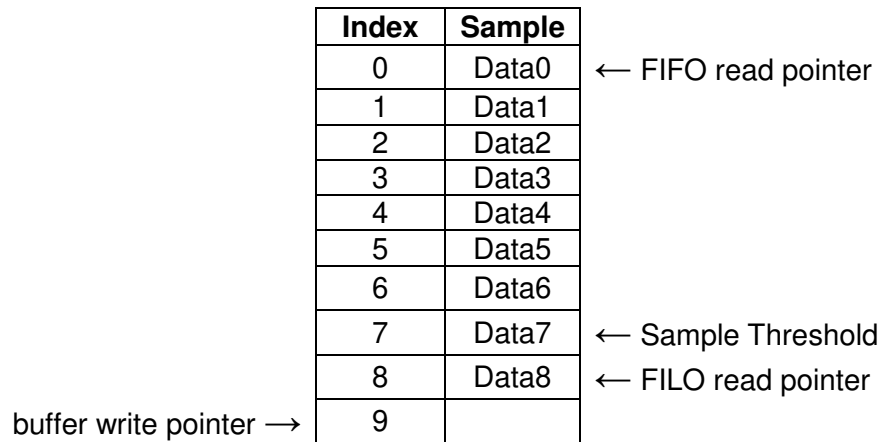 Index Sample
0 Data0 ← FIFO read pointer
1 Data1
2 Data2
3 Data3
4 Data4
5 Data5
6 Data6
7 Data7 ← Sample Threshold
8 Data8 ← FILO read pointer
buffer write pointer → 9